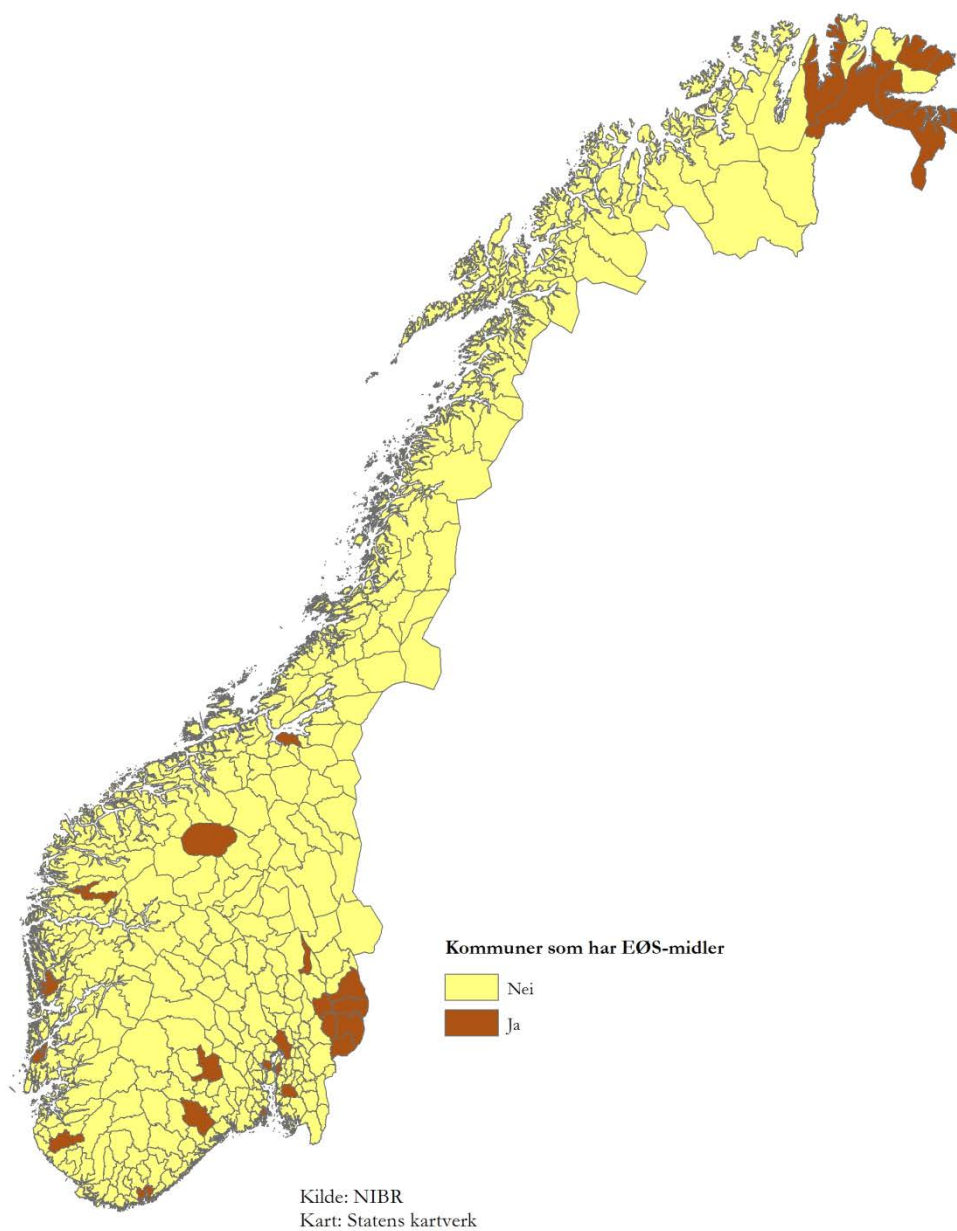 Kommuner som har EØS-midler
Nei
Ja
Kilde: NIBR
Kart: Statens kartverk